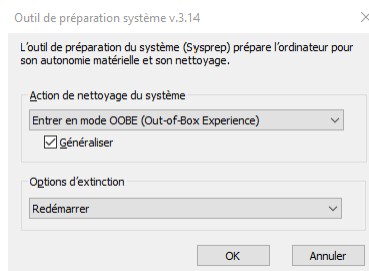 Outil de préparation système v.3.14
L'outil de préparation du système (Sysprep) prépare l'ordinateur pour
son autonomie matérielle et son nettoyage.
Action de nettoyage du système
Entrer en mode OOBE (Out-of-Box Experience)
Généraliser
Options d'extinction
Redémarrer
OK Annuler